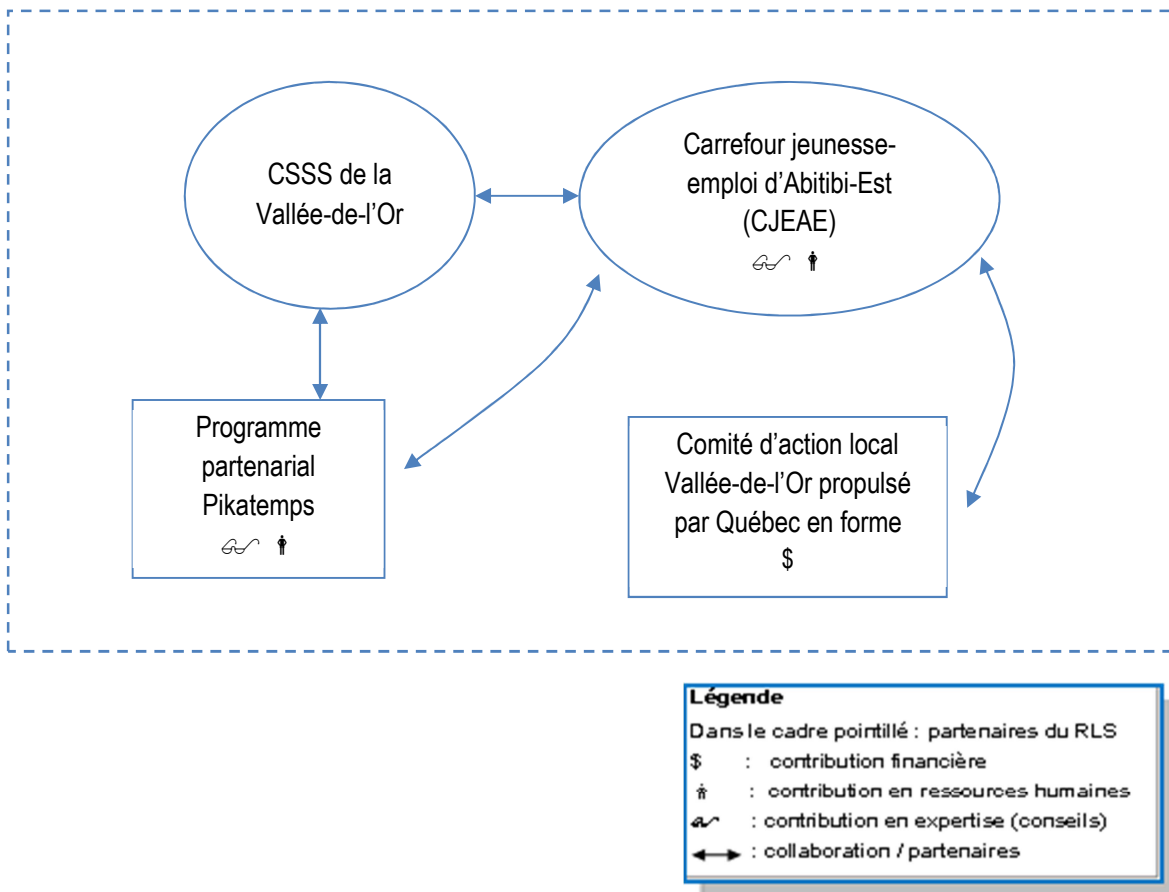 CSSS de la
Vallée-de-l’Or
Carrefour jeunesse-
emploi d’Abitibi-Est
(CJEAE)
Programme
partenarial
Pikatemps
Comité d’action local
Vallée-de-l’Or propulsé
par Québec en forme
$
Légende
Dans le cadre pointillé : partenaires du RLS
$ : contribution financière
: contribution en ressources humaines
: contribution en expertise (conseils)
: collaboration / partenaires